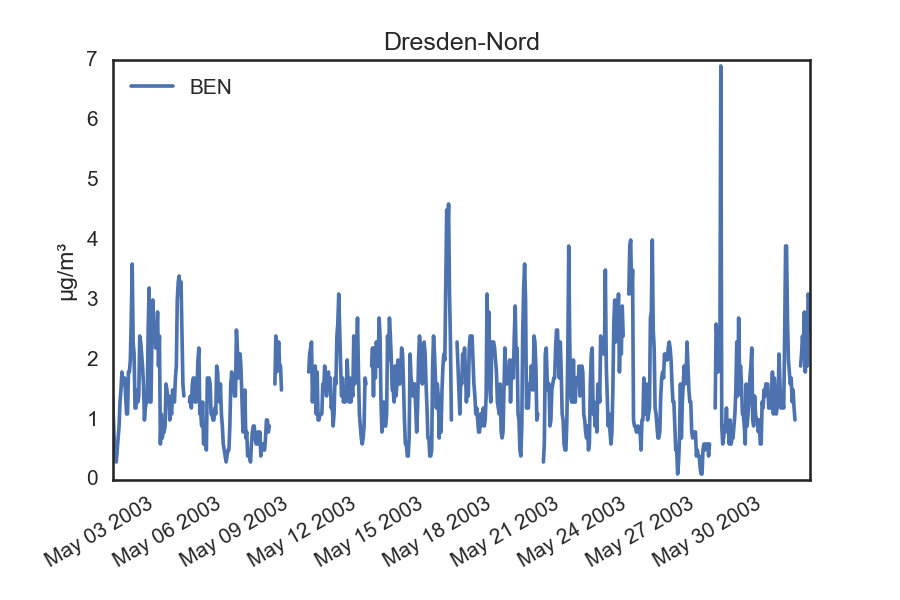 Dresden-Nord
BEN
µg/m³
7
6
5
4
3
2
1
0
May 03 2003
May 06 2003
May 09 2003
May 12 2003
May 15 2003
May 18 2003
May 21 2003
May 24 2003
May 27 2003
May 30 2003